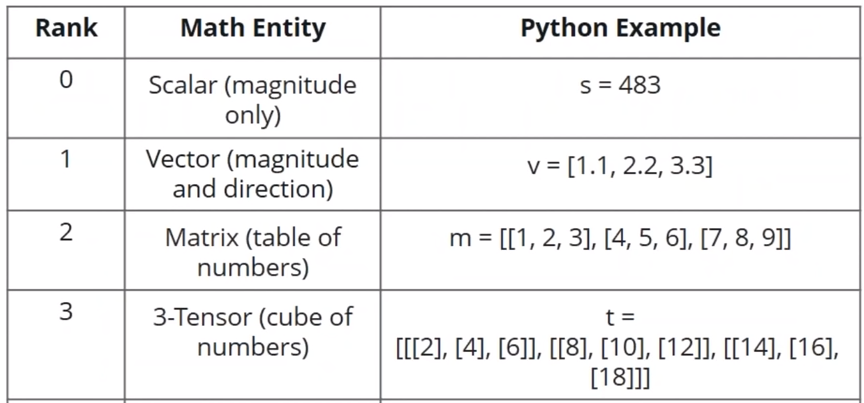 Rank Math Entity Python Example
0 Scalar (magnitude only) s = 483
1 Vector (magnitude and direction) v = [1.1, 2.2, 3.3]
2 Matrix (table of numbers) m = [[1, 2, 3], [4, 5, 6], [7, 8, 9]]
3 3-Tensor (cube of numbers) t =
[[[2], [4], [6]], [[8], [10], [12]], [[14], [16],
[18]]]